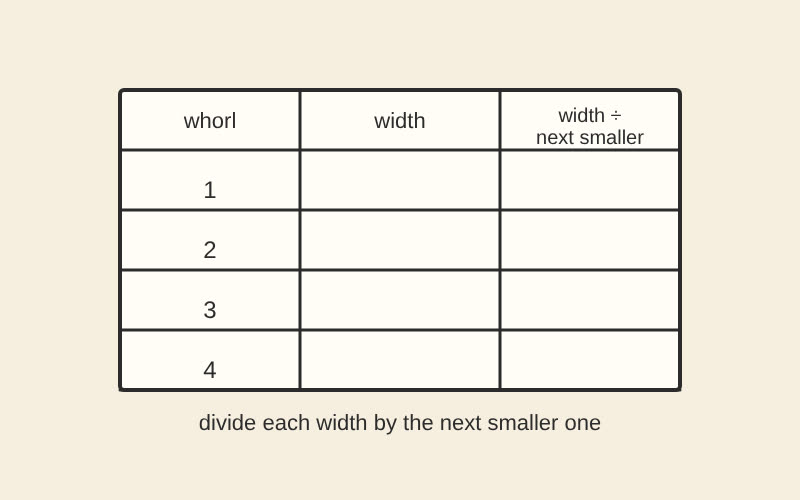 whorl
width
width ÷
next smaller
1
2
3
4
divide each width by the next smaller one